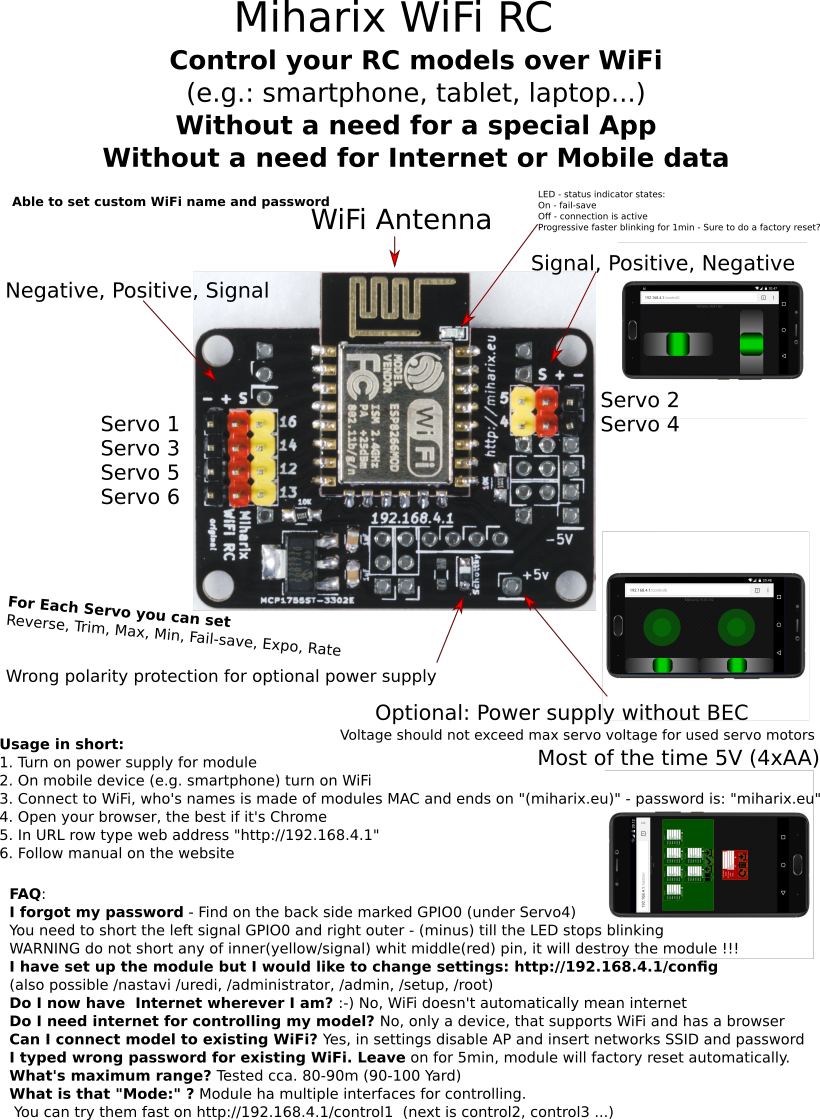 Miharix WiFi RC
Control your RC models over WiFi
(e.g.: smartphone, tablet, laptop...)
Without a need for a special App
Without a need for Internet or Mobile data
Able to set custom WiFi name and password
WiFi Antenna
LED - status indicator states:
On - fail-save
Off - connection is active
Progressive faster blinking for 1min - Sure to do a factory reset?
Signal, Positive, Negative
Negative, Positive, Signal
Servo 1
Servo 3
Servo 5
Servo 6
Servo 2
Servo 4
- + S
16
14
12
13
S + -
5
4
http://miharix.eu
MODEL ESP8266MOD
VENDOR
ISM 2.4GHz
PA +25dBm
802.11b/g/n
FC
WiFi
10K
10K
192.168.4.1
Miharix
WiFi RC
original
MCP1755ST-3302E
Schottky
-5V
+5v
For Each Servo you can set
Reverse, Trim, Max, Min, Fail-save, Expo, Rate
Wrong polarity protection for optional power supply
Optional: Power supply without BEC
Voltage should not exceed max servo voltage for used servo motors
Most of the time 5V (4xAA)
Usage in short:
1. Turn on power supply for module
2. On mobile device (e.g. smartphone) turn on WiFi
3. Connect to WiFi, who's names is made of modules MAC and ends on "(miharix.eu)" - password is: "miharix.eu"
4. Open your browser, the best if it's Chrome
5. In URL row type web address "http://192.168.4.1"
6. Follow manual on the website
FAQ:
I forgot my password - Find on the back side marked GPIO0 (under Servo4)
You need to short the left signal GPIO0 and right outer - (minus) till the LED stops blinking
WARNING do not short any of inner(yellow/signal) whit middle(red) pin, it will destroy the module !!!
I have set up the module but I would like to change settings: http://192.168.4.1/config
(also possible /nastavi /uredi, /administrator, /admin, /setup, /root)
Do I now have  Internet wherever I am? :-) No, WiFi doesn't automatically mean internet
Do I need internet for controlling my model? No, only a device, that supports WiFi and has a browser
Can I connect model to existing WiFi? Yes, in settings disable AP and insert networks SSID and password
I typed wrong password for existing WiFi. Leave on for 5min, module will factory reset automatically.
What's maximum range? Tested cca. 80-90m (90-100 Yard)
What is that "Mode:" ? Module ha multiple interfaces for controlling.
You can try them fast on http://192.168.4.1/control1  (next is control2, control3 ...)